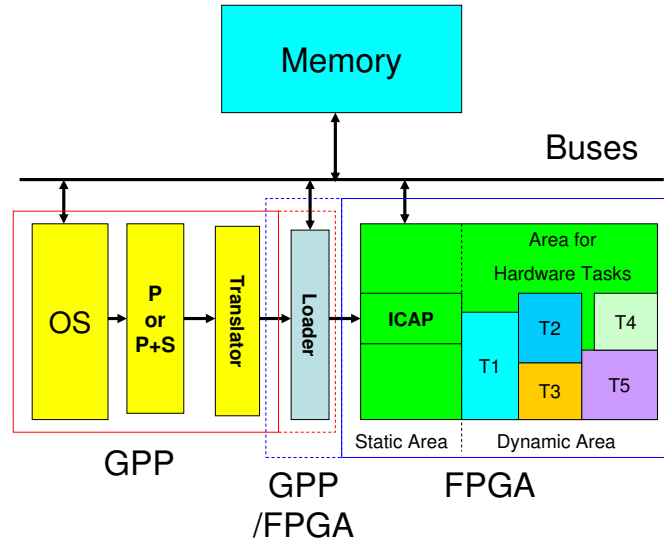 Memory
Buses
OS
P
or
P+S
Translator
Loader
ICAP
Area for
Hardware Tasks
T1
T2
T3
T4
T5
Static Area
Dynamic Area
GPP
GPP
/FPGA
FPGA